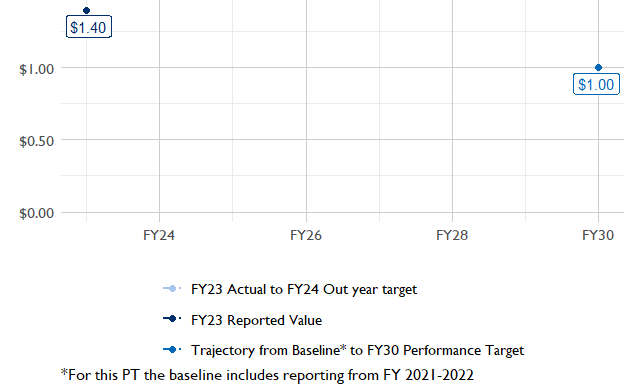 $1.40
$1.00
$1.00
$0.50
$0.00
FY24 FY26 FY28 FY30
FY23 Actual to FY24 Out year target
FY23 Reported Value
Trajectory from Baseline* to FY30 Performance Target
*For this PT the baseline includes reporting from FY 2021-2022